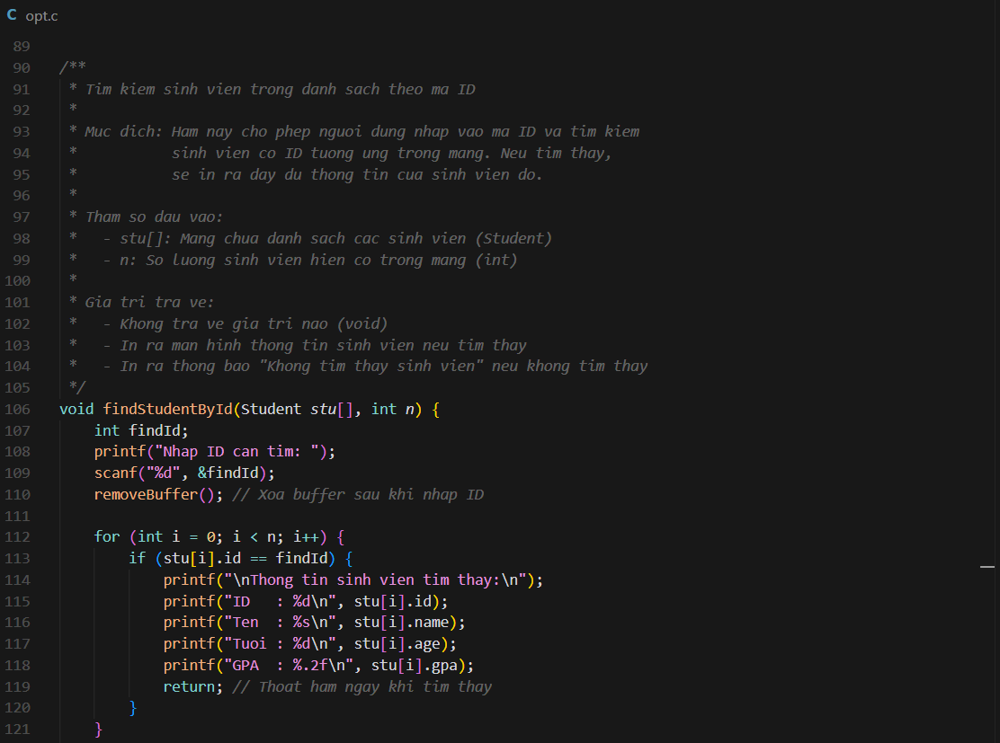 C opt.c
89
90 /**
91  * Tim kiem sinh vien trong danh sach theo ma ID
92  *
93  * Muc dich: Ham nay cho phep nguoi dung nhap vao ma ID va tim kiem
94  *           sinh vien co ID tuong ung trong mang. Neu tim thay,
95  *           se in ra day du thong tin cua sinh vien do.
96  *
97  * Tham so dau vao:
98  *   - stu[]: Mang chua danh sach cac sinh vien (Student)
99  *   - n: So luong sinh vien hien co trong mang (int)
100  *
101  * Gia tri tra ve:
102  *   - Khong tra ve gia tri nao (void)
103  *   - In ra man hinh thong tin sinh vien neu tim thay
104  *   - In ra thong bao "Khong tim thay sinh vien" neu khong tim thay
105  */
106 void findStudentById(Student stu[], int n) {
107     int findId;
108     printf("Nhap ID can tim: ");
109     scanf("%d", &findId);
110     removeBuffer(); // Xoa buffer sau khi nhap ID
111
112     for (int i = 0; i < n; i++) {
113         if (stu[i].id == findId) {
114             printf("\nThong tin sinh vien tim thay:\n");
115             printf("ID   : %d\n", stu[i].id);
116             printf("Ten  : %s\n", stu[i].name);
117             printf("Tuoi : %d\n", stu[i].age);
118             printf("GPA  : %.2f\n", stu[i].gpa);
119             return; // Thoat ham ngay khi tim thay
120         }
121     }